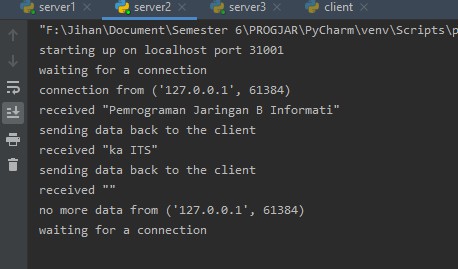 server1 server2 server3 client
"F:\Jihan\Document\Semester 6\PROGJAR\PyCharm\venv\Scripts\p
starting up on localhost port 31001
waiting for a connection
connection from ('127.0.0.1', 61384)
received "Pemrograman Jaringan B Informati"
sending data back to the client
received "ka ITS"
sending data back to the client
received ""
no more data from ('127.0.0.1', 61384)
waiting for a connection